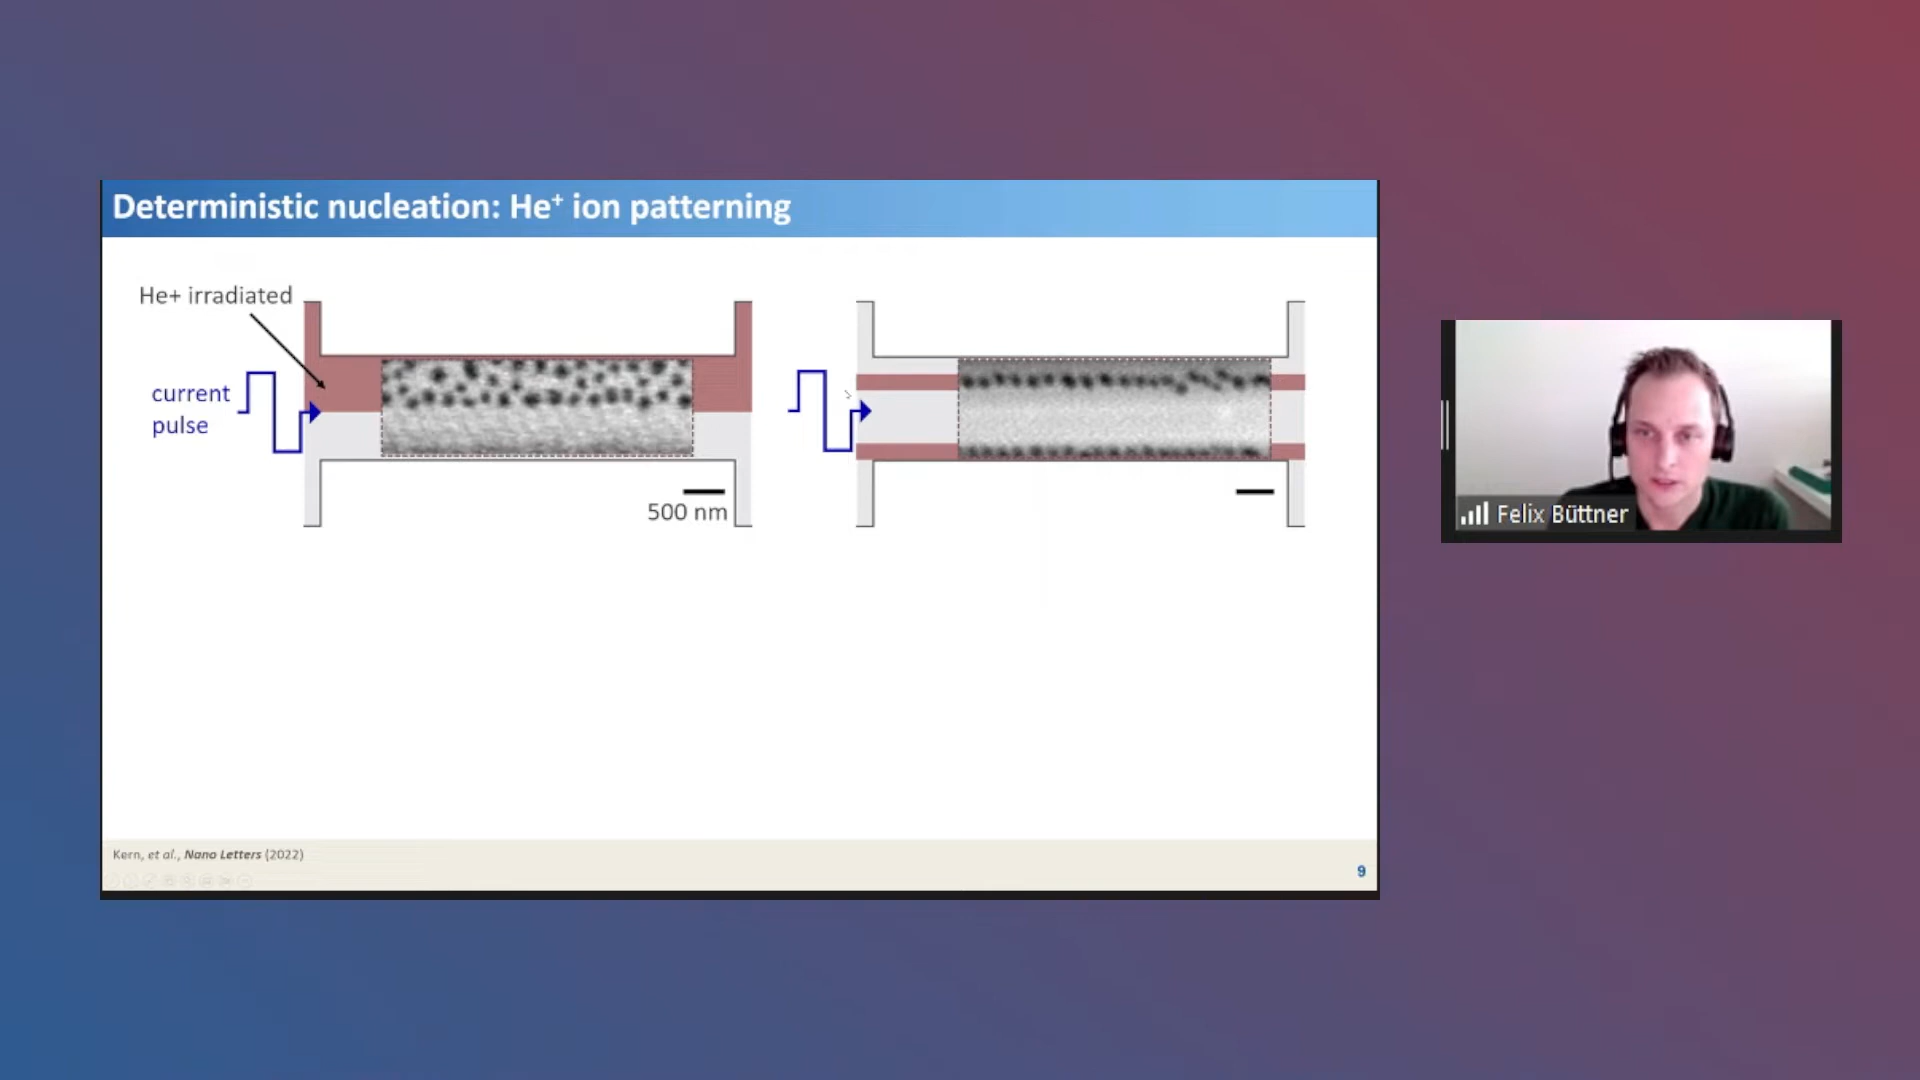 Deterministic nucleation: He⁺ ion patterning
He+ irradiated
current
pulse
500 nm
Felix Büttner
Kern, et al., Nano Letters (2022)
9